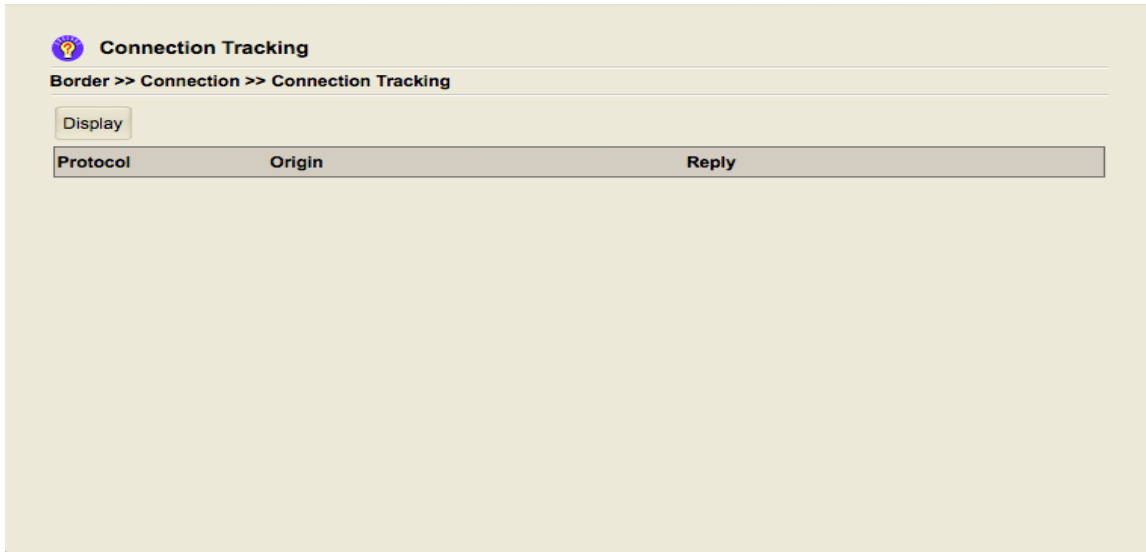 Connection Tracking
Border >> Connection >> Connection Tracking
Display
Protocol Origin Reply